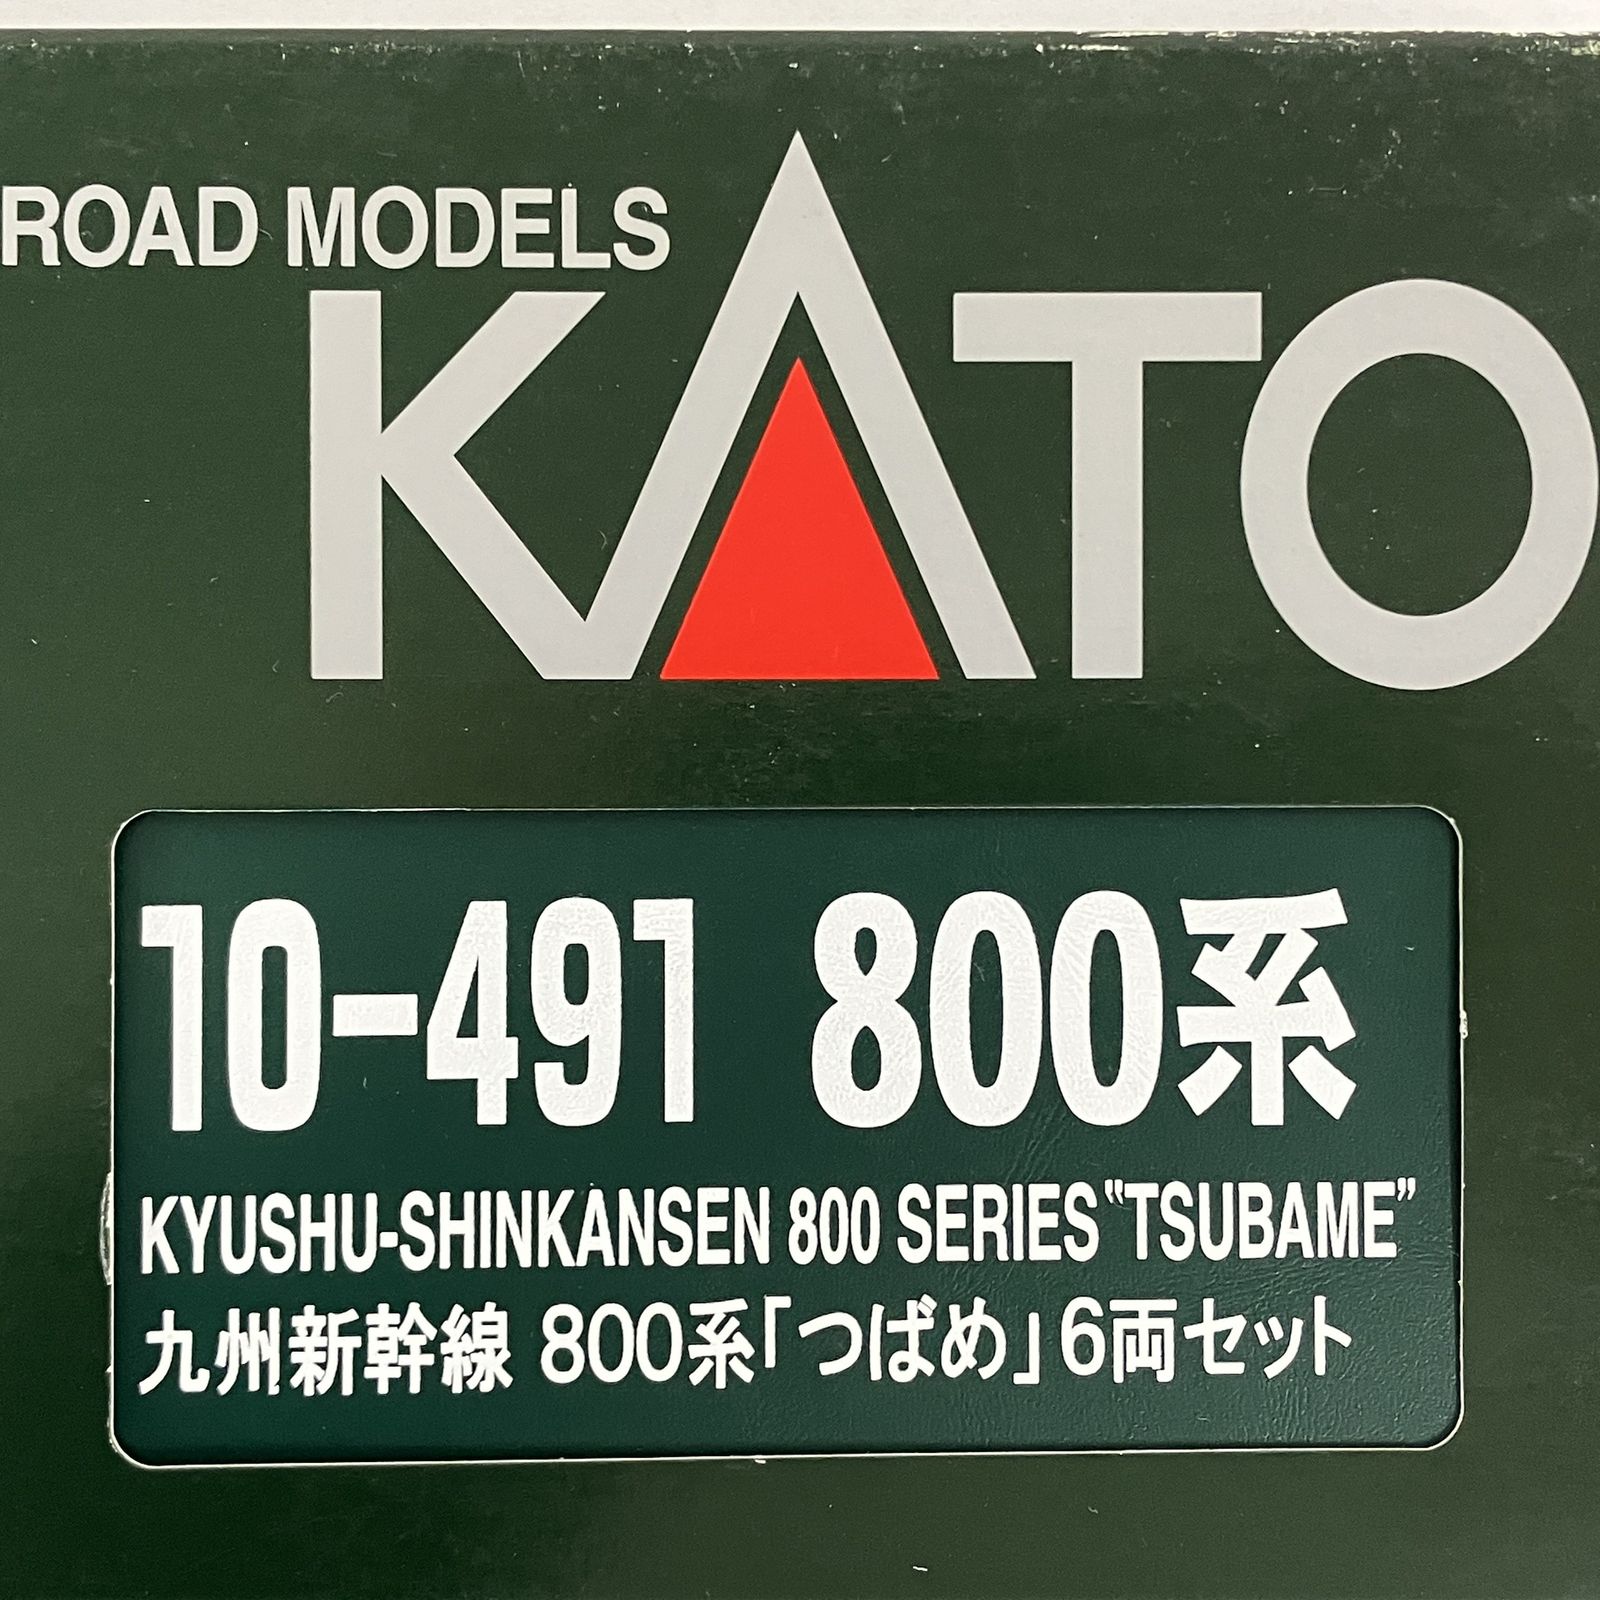 ROAD MODELS
KATO
10-491 800系
KYUSHU-SHINKANSEN 800 SERIES "TSUBAME"
九州新幹線 800系「つばめ」6両セット